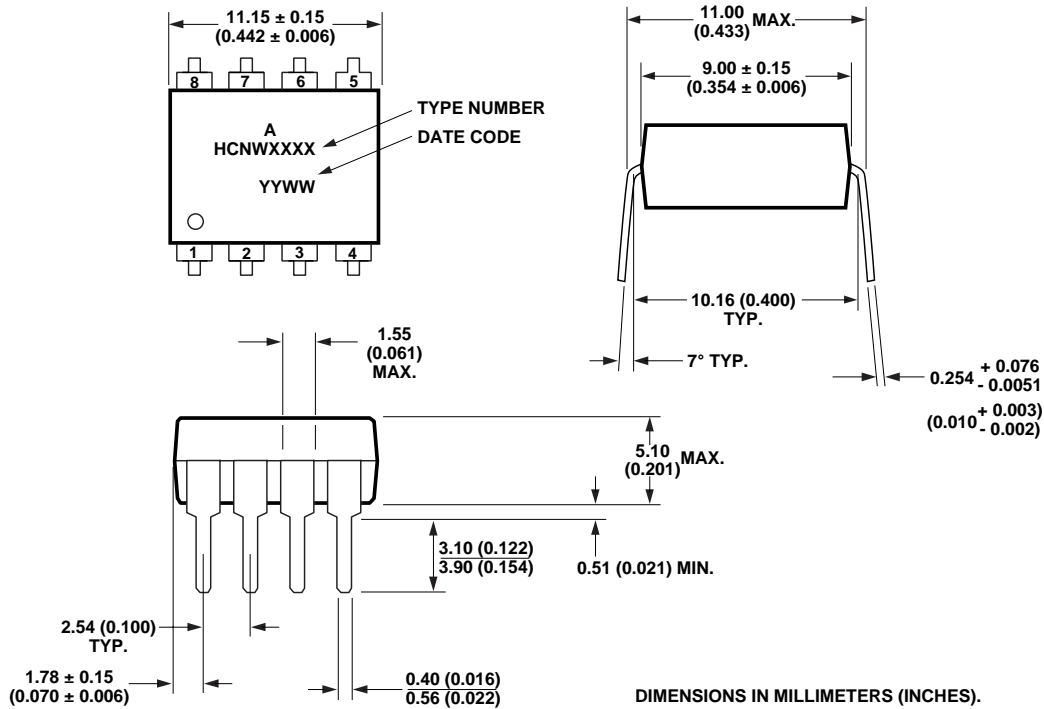 11.15 ± 0.15
(0.442 ± 0.006)
8 7 6 5
A
HCNWXXXX
YYWW
TYPE NUMBER
DATE CODE
1 2 3 4
11.00
(0.433)
MAX.
9.00 ± 0.15
(0.354 ± 0.006)
10.16 (0.400)
TYP.
7° TYP.
0.254 + 0.076
- 0.0051
(0.010 + 0.003)
- 0.002)
1.55
(0.061)
MAX.
5.10
(0.201)
MAX.
3.10 (0.122)
3.90 (0.154)
0.51 (0.021) MIN.
2.54 (0.100)
TYP.
1.78 ± 0.15
(0.070 ± 0.006)
0.40 (0.016)
0.56 (0.022)
DIMENSIONS IN MILLIMETERS (INCHES).